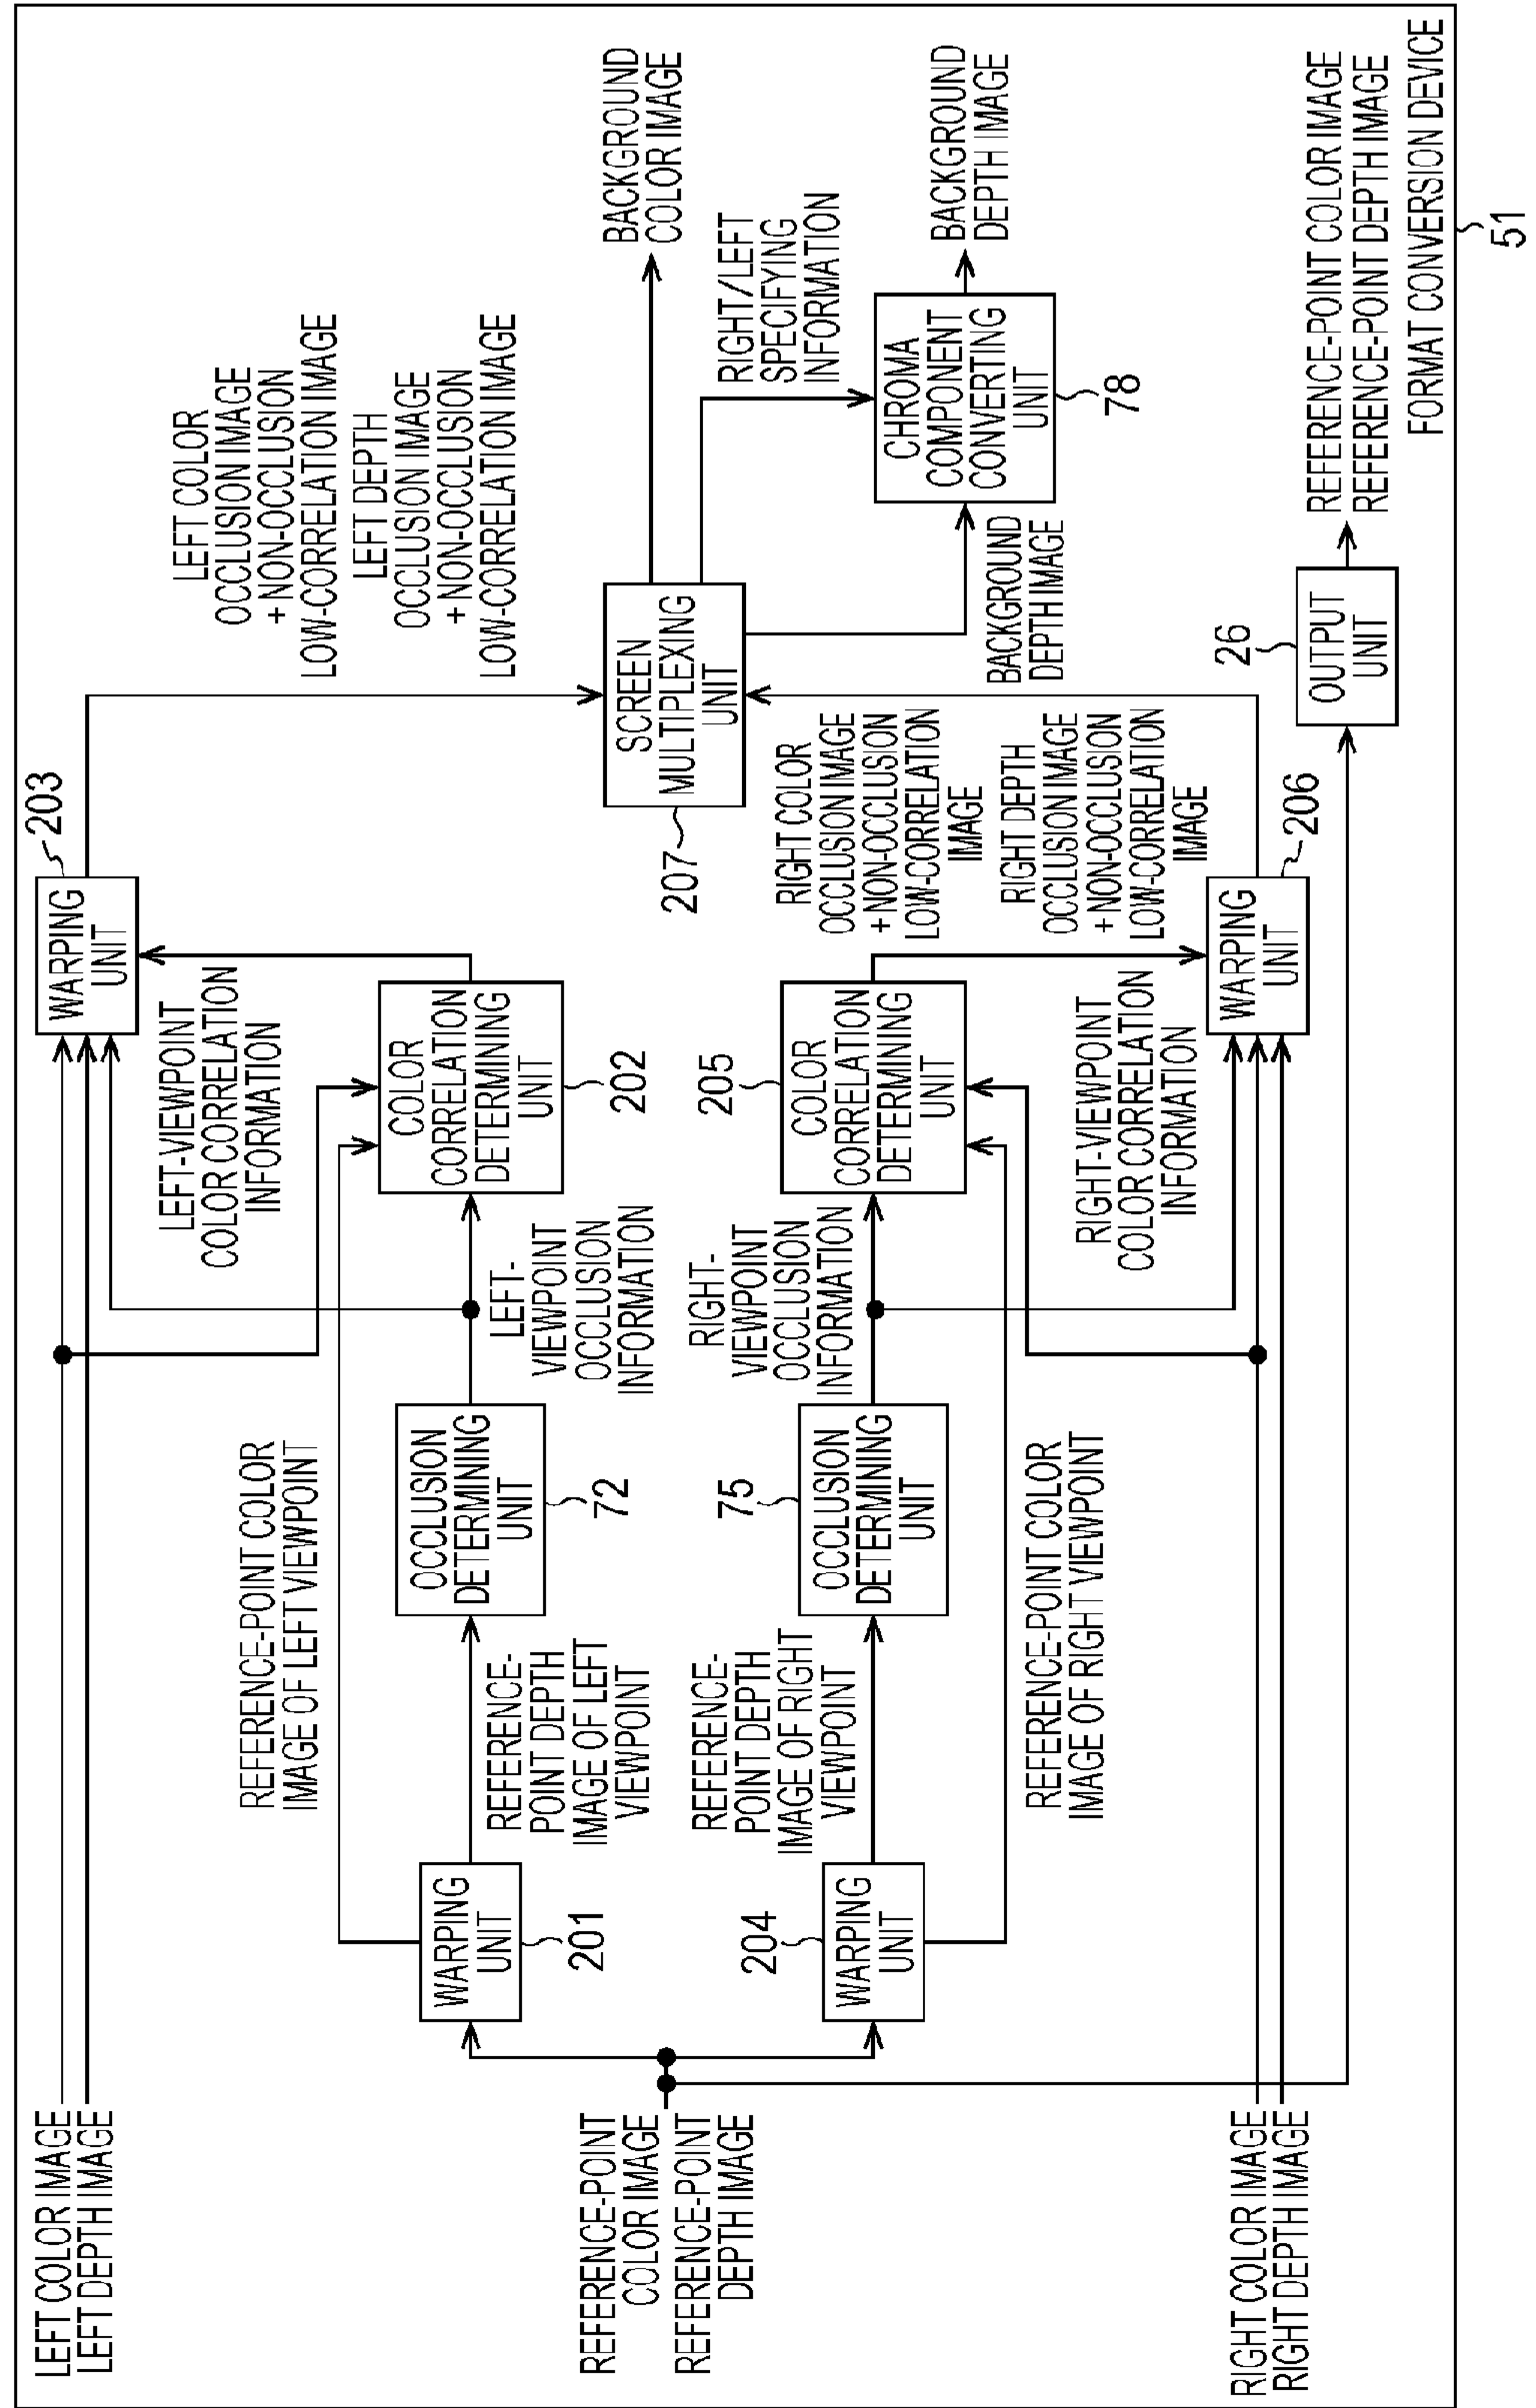 LEFT COLOR IMAGE
LEFT DEPTH IMAGE
REFERENCE-POINT
COLOR IMAGE
REFERENCE-POINT
DEPTH IMAGE
RIGHT COLOR IMAGE
RIGHT DEPTH IMAGE
WARPING
UNIT
201
WARPING
UNIT
204
REFERENCE-POINT COLOR
IMAGE OF LEFT VIEWPOINT
REFERENCE-
POINT DEPTH
IMAGE OF LEFT
VIEWPOINT
REFERENCE-
POINT DEPTH
IMAGE OF RIGHT
VIEWPOINT
REFERENCE-POINT COLOR
IMAGE OF RIGHT VIEWPOINT
OCCLUSION
DETERMINING
UNIT
72
OCCLUSION
DETERMINING
UNIT
75
LEFT-
VIEWPOINT
OCCLUSION
INFORMATION
RIGHT-
VIEWPOINT
OCCLUSION
INFORMATION
LEFT-VIEWPOINT
COLOR CORRELATION
INFORMATION
COLOR
CORRELATION
DETERMINING
UNIT
202
COLOR
CORRELATION
DETERMINING
UNIT
205
RIGHT-VIEWPOINT
COLOR CORRELATION
INFORMATION
WARPING
UNIT
203
WARPING
UNIT
206
LEFT COLOR
OCCLUSION IMAGE
+ NON-OCCLUSION
LOW-CORRELATION IMAGE
LEFT DEPTH
OCCLUSION IMAGE
+ NON-OCCLUSION
LOW-CORRELATION IMAGE
SCREEN
MULTIPLEXING
UNIT
207
RIGHT COLOR
OCCLUSION IMAGE
+ NON-OCCLUSION
LOW-CORRELATION
IMAGE
RIGHT DEPTH
OCCLUSION IMAGE
+ NON-OCCLUSION
LOW-CORRELATION
IMAGE
BACKGROUND
COLOR IMAGE
RIGHT/LEFT
SPECIFYING
INFORMATION
CHROMA
COMPONENT
CONVERTING
UNIT
78
BACKGROUND
DEPTH IMAGE
BACKGROUND
DEPTH IMAGE
OUTPUT
UNIT
26
REFERENCE-POINT COLOR IMAGE
REFERENCE-POINT DEPTH IMAGE
FORMAT CONVERSION DEVICE
51